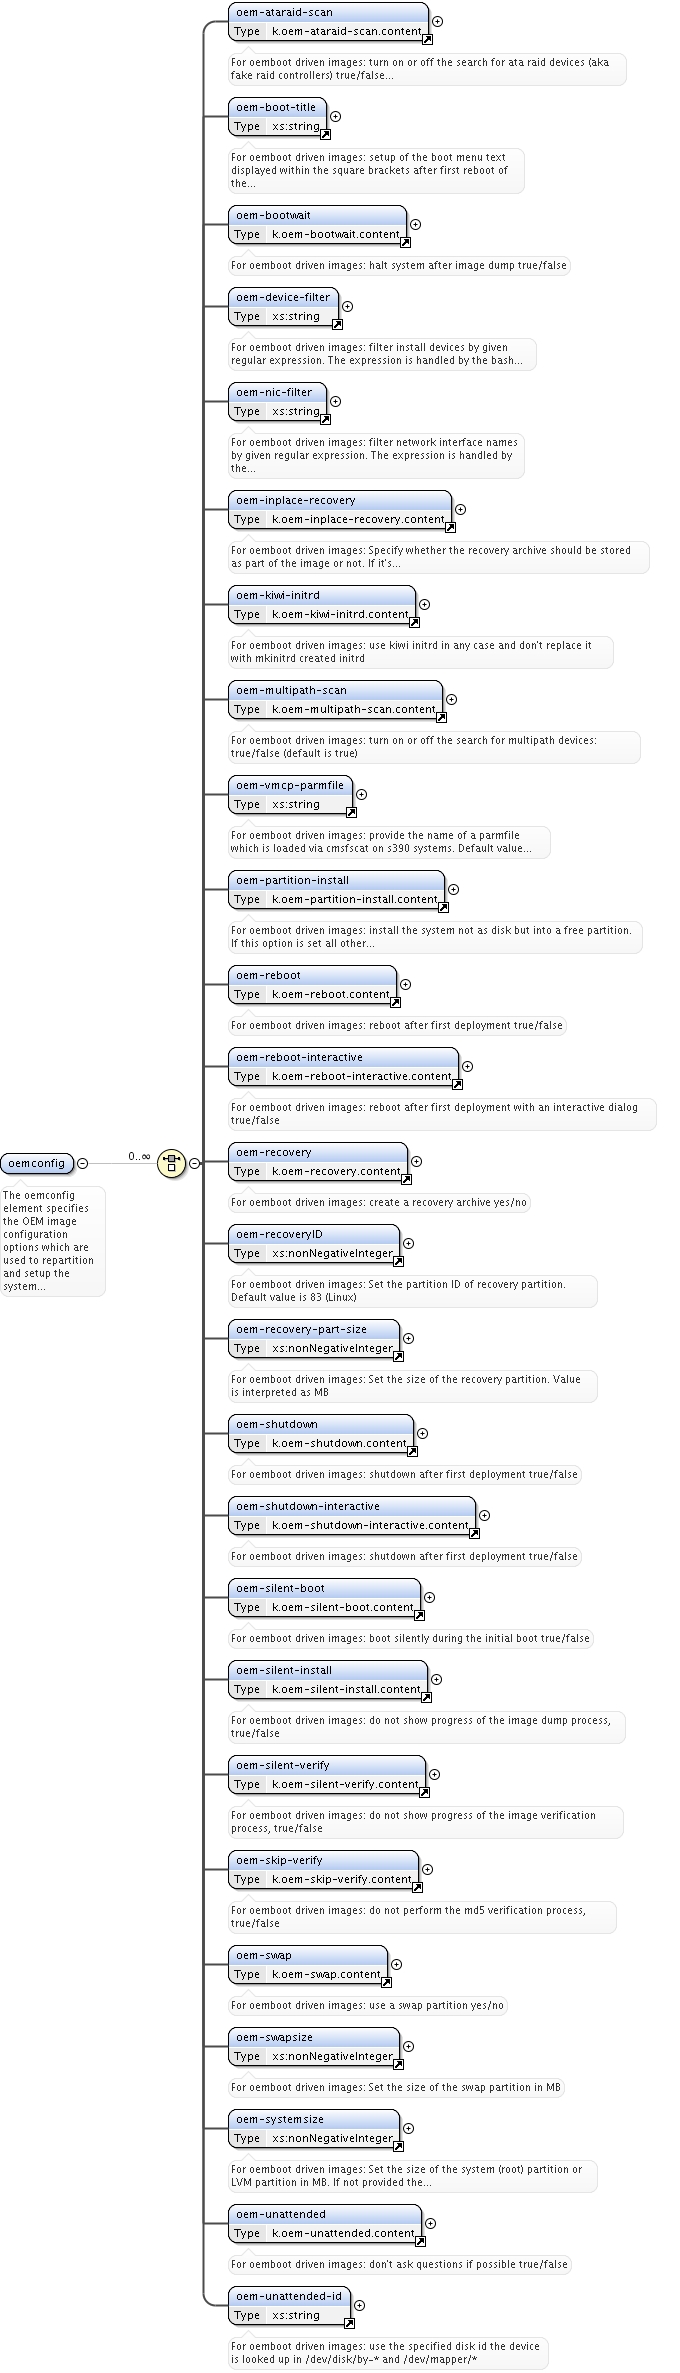 oem-ataraid-scan
Type k.oem-ataraid-scan.content
For oemboot driven images: turn on or off the search for ata raid devices (aka
fake raid controllers) true/false...
oem-boot-title
Type xs:string
For oemboot driven images: setup of the boot menu text
displayed within the square brackets after first reboot of
the...
oem-bootwait
Type k.oem-bootwait.content
For oemboot driven images: halt system after image dump true/false
oem-device-filter
Type xs:string
For oemboot driven images: filter install devices by given
regular expression. The expression is handled by the bash...
oem-nic-filter
Type xs:string
For oemboot driven images: filter network interface names
by given regular expression. The expression is handled by
the...
oem-inplace-recovery
Type k.oem-inplace-recovery.content
For oemboot driven images: Specify whether the recovery archive should be stored
as part of the image or not. If it's...
oem-kiwi-initrd
Type k.oem-kiwi-initrd.content
For oemboot driven images: use kiwi initrd in any case and don't replace it
with mkinitrd created initrd
oem-multipath-scan
Type k.oem-multipath-scan.content
For oemboot driven images: turn on or off the search for multipath devices:
true/false (default is true)
oem-vmcp-parmfile
Type xs:string
For oemboot driven images: provide the name of a parmfile
which is loaded via cmsfscat on s390 systems. Default value...
oem-partition-install
Type k.oem-partition-install.content
For oemboot driven images: install the system not as disk but into a free partition.
If this option is set all other...
oem-reboot
Type k.oem-reboot.content
For oemboot driven images: reboot after first deployment true/false
oem-reboot-interactive
Type k.oem-reboot-interactive.content
For oemboot driven images: reboot after first deployment with an interactive dialog
true/false
oemconfig
0..∞
The oemconfig
element specifies
the OEM image
configuration
options which are
used to repartition
and setup the
system...
oem-recovery
Type k.oem-recovery.content
For oemboot driven images: create a recovery archive yes/no
oem-recoveryID
Type xs:nonNegativeInteger
For oemboot driven images: Set the partition ID of recovery partition.
Default value is 83 (Linux)
oem-recovery-part-size
Type xs:nonNegativeInteger
For oemboot driven images: Set the size of the recovery partition. Value
is interpreted as MB
oem-shutdown
Type k.oem-shutdown.content
For oemboot driven images: shutdown after first deployment true/false
oem-shutdown-interactive
Type k.oem-shutdown-interactive.content
For oemboot driven images: shutdown after first deployment true/false
oem-silent-boot
Type k.oem-silent-boot.content
For oemboot driven images: boot silently during the initial boot true/false
oem-silent-install
Type k.oem-silent-install.content
For oemboot driven images: do not show progress of the image dump process,
true/false
oem-silent-verify
Type k.oem-silent-verify.content
For oemboot driven images: do not show progress of the image verification
process, true/false
oem-skip-verify
Type k.oem-skip-verify.content
For oemboot driven images: do not perform the md5 verification process,
true/false
oem-swap
Type k.oem-swap.content
For oemboot driven images: use a swap partition yes/no
oem-swapsize
Type xs:nonNegativeInteger
For oemboot driven images: Set the size of the swap partition in MB
oem-systemsize
Type xs:nonNegativeInteger
For oemboot driven images: Set the size of the system (root) partition or
LVM partition in MB. If not provided the...
oem-unattended
Type k.oem-unattended.content
For oemboot driven images: don't ask questions if possible true/false
oem-unattended-id
Type xs:string
For oemboot driven images: use the specified disk id the device
is looked up in /dev/disk/by-* and /dev/mapper/*